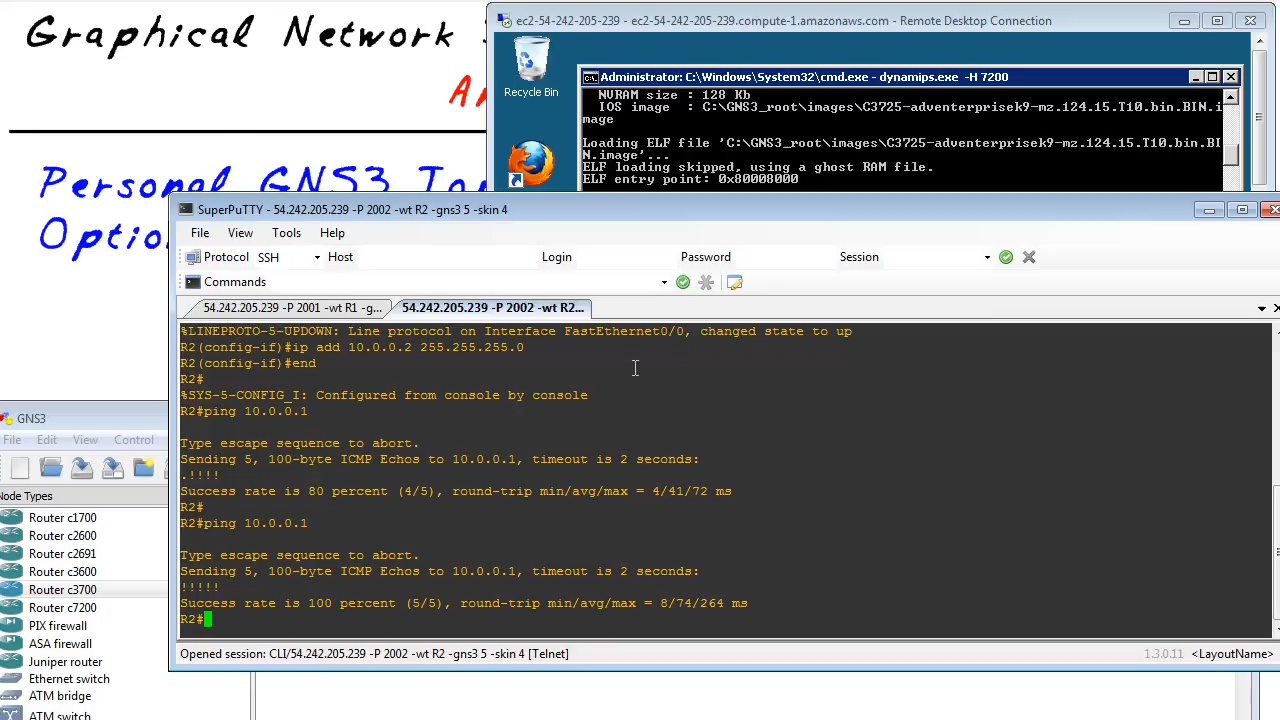 Graphical Network
ec2-54-242-205-239 - ec2-54-242-205-239.compute-1.amazonaws.com - Remote Desktop Connection
Recycle Bin
Administrator: C:\Windows\System32\cmd.exe - dynamips.exe -H 7200
NVRAM size : 128 Kb
IOS image : C:\GNS3_root\images\C3725-adventerprisek9-mz.124.15.T10.bin.BIN.i
mage
Loading ELF file 'C:\GNS3_root\images\C3725-adventerprisek9-mz.124.15.T10.bin.BI
N.image'...
ELF loading skipped, using a ghost RAM file.
ELF entry point: 0x80008000
Personal GNS3
SuperPuTTY - 54.242.205.239 -P 2002 -wt R2 -gns3 5 -skin 4
File View Tools Help
Protocol SSH Host Login Password Session
Commands
54.242.205.239 -P 2001 -wt R1 -g... 54.242.205.239 -P 2002 -wt R2...
%LINEPROTO-5-UPDOWN: Line protocol on Interface FastEthernet0/0, changed state to up
R2(config-if)#ip add 10.0.0.2 255.255.255.0
R2(config-if)#end
R2#
%SYS-5-CONFIG_I: Configured from console by console
R2#ping 10.0.0.1
Type escape sequence to abort.
Sending 5, 100-byte ICMP Echos to 10.0.0.1, timeout is 2 seconds:
.!!!!
Success rate is 80 percent (4/5), round-trip min/avg/max = 4/41/72 ms
R2#
R2#ping 10.0.0.1
Type escape sequence to abort.
Sending 5, 100-byte ICMP Echos to 10.0.0.1, timeout is 2 seconds:
!!!!!
Success rate is 100 percent (5/5), round-trip min/avg/max = 8/74/264 ms
R2#
Opened session: CLI/54.242.205.239 -P 2002 -wt R2 -gns3 5 -skin 4 [Telnet] 1.3.0.11 <LayoutName>
GNS3
File Edit View Control
Node Types
Router c1700
Router c2600
Router c2691
Router c3600
Router c3700
Router c7200
PIX firewall
ASA firewall
Juniper router
Ethernet switch
ATM bridge
ATM switch